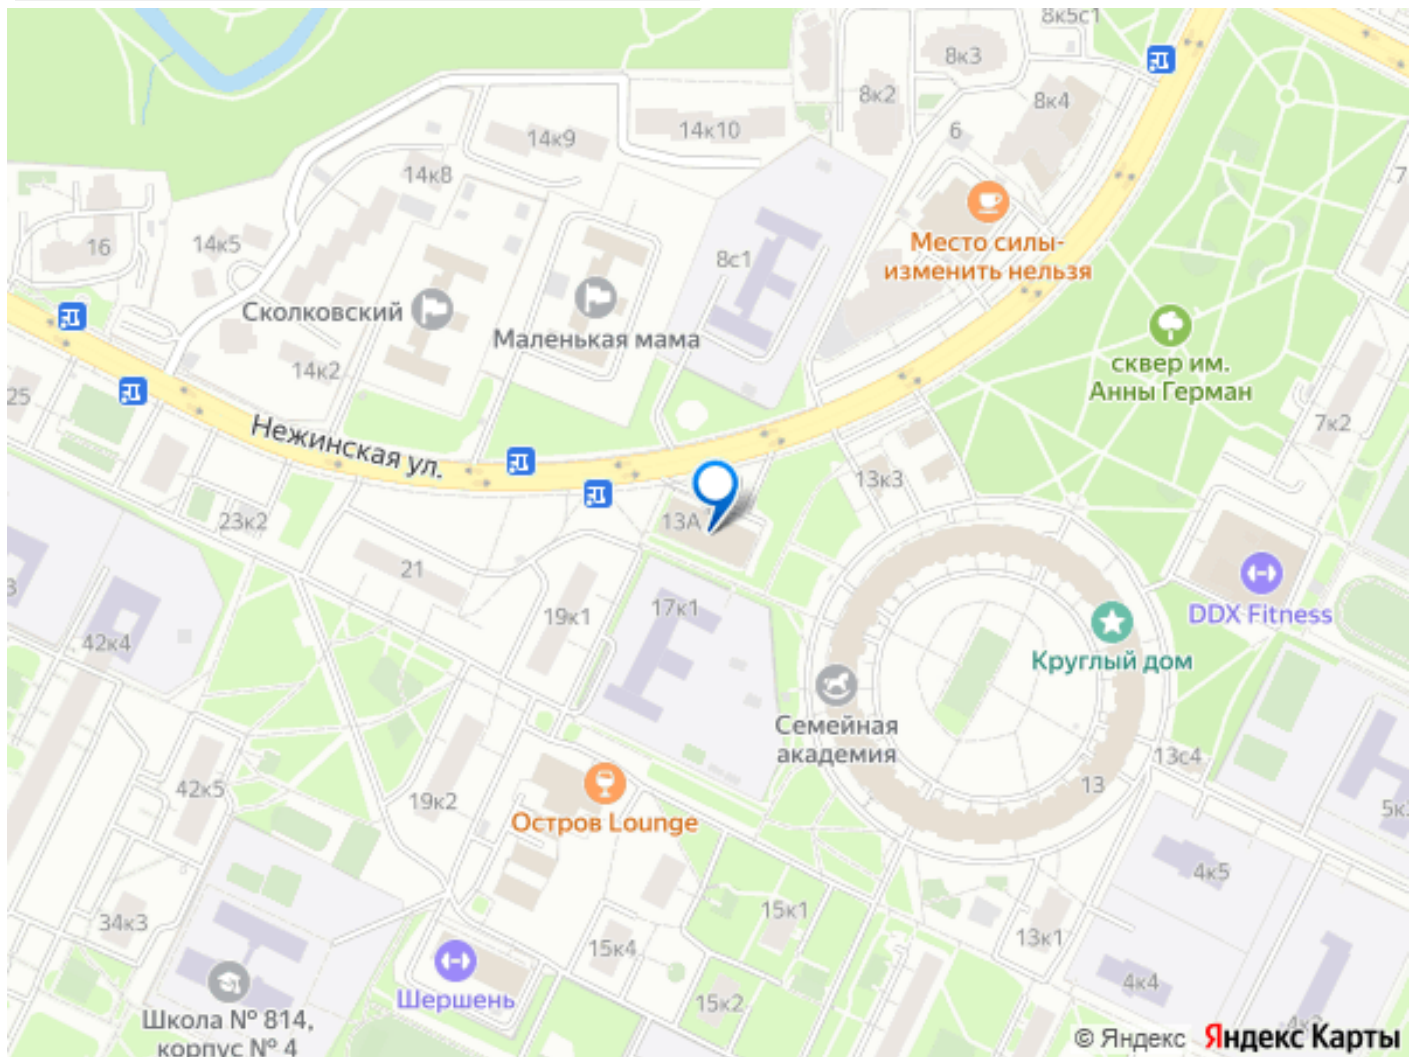 8к5с1
8к3
8к2
8к4
6
14к9
14к10
14к8
7
16
14к5
8с1
Место силы-
изменить нельзя
Сколковский
Маленькая мама
сквер им.
Анны Герман
14к2
25
Нежинская ул.
7к2
13к3
23к2
13А
21
19к1
17к1
DDX Fitness
3
42к4
Круглый дом
Семейная
академия
13с4
13
42к5
19к2
5к
Остров Lounge
4к5
34к3
15к1
15к4
13к1
Шершень
15к2
4к4
Школа № 814,
корпус № 4
© Яндекс Яндекс Карты